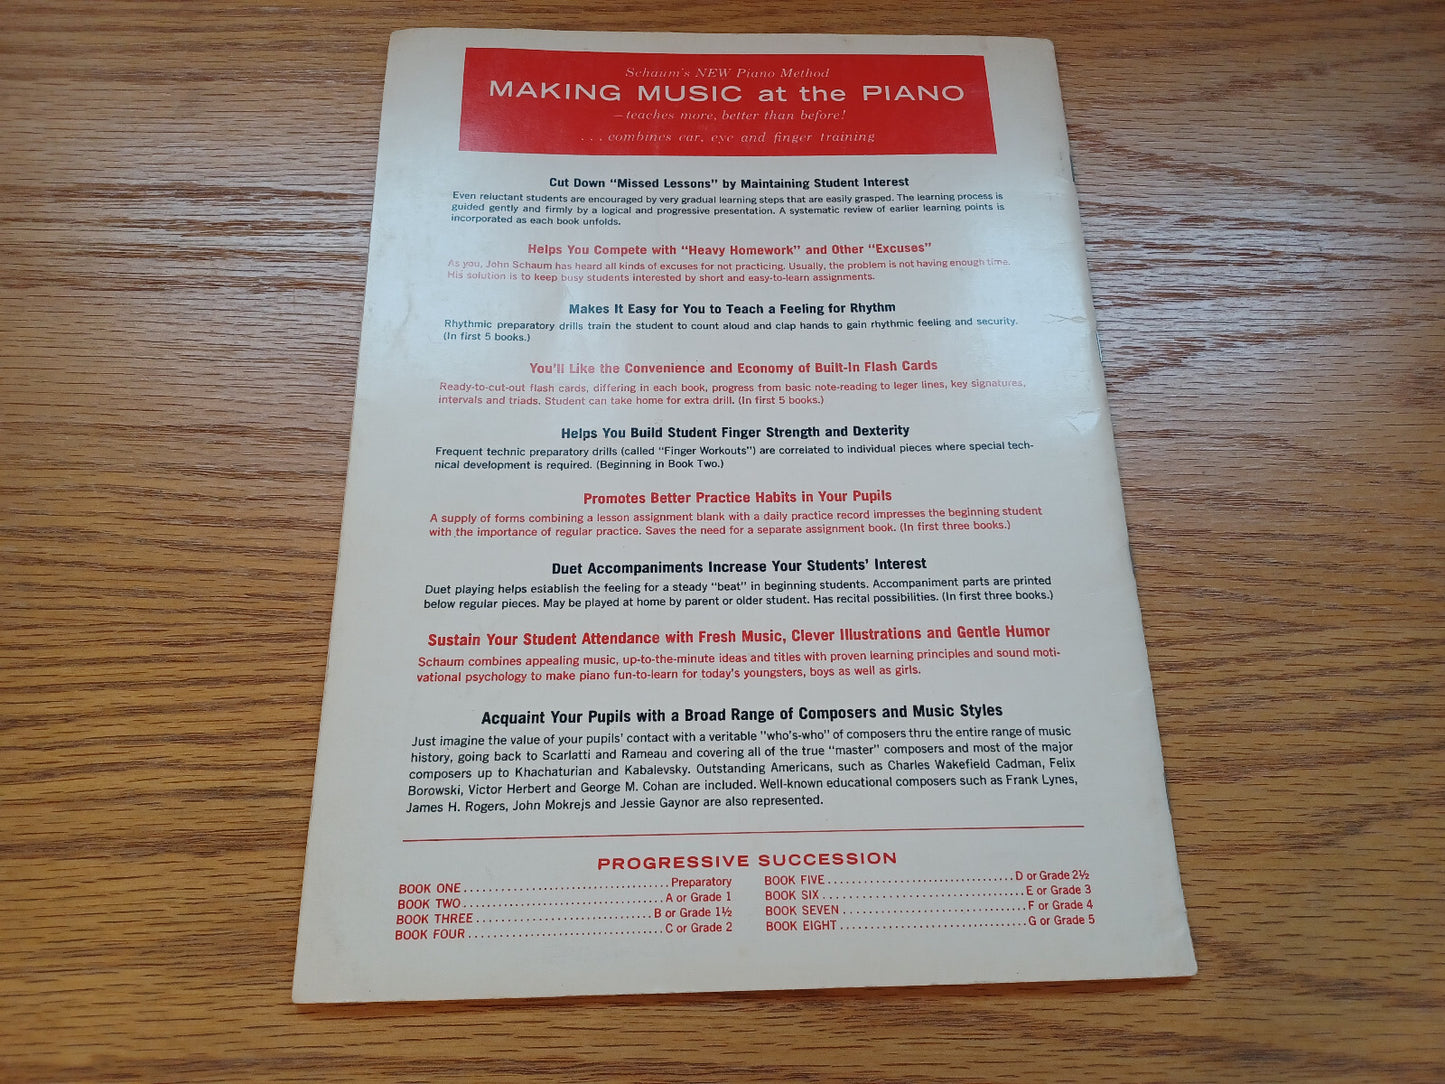 Schaum's NEW Piano Method
MAKING MUSIC at the PIANO
— teaches more, better than before!
. . . combines ear, eye and finger training
Cut Down "Missed Lessons" by Maintaining Student Interest
Even reluctant students are encouraged by very gradual learning steps that are easily grasped. The learning process is
guided gently and firmly by a logical and progressive presentation. A systematic review of earlier learning points is
incorporated as each book unfolds.
Helps You Compete with "Heavy Homework" and Other "Excuses"
As you, John Schaum has heard all kinds of excuses for not practicing. Usually, the problem is not having enough time.
His solution is to keep busy students interested by short and easy-to-learn assignments.
Makes It Easy for You to Teach a Feeling for Rhythm
Rhythmic preparatory drills train the student to count aloud and clap hands to gain rhythmic feeling and security.
(In first 5 books.)
You'll Like the Convenience and Economy of Built-In Flash Cards
Ready-to-cut-out flash cards, differing in each book, progress from basic note-reading to leger lines, key signatures,
intervals and triads. Student can take home for extra drill. (In first 5 books.)
Helps You Build Student Finger Strength and Dexterity
Frequent technic preparatory drills (called "Finger Workouts") are correlated to individual pieces where special tech-
nical development is required. (Beginning in Book Two.)
Promotes Better Practice Habits in Your Pupils
A supply of forms combining a lesson assignment blank with a daily practice record impresses the beginning student
with the importance of regular practice. Saves the need for a separate assignment book. (In first three books.)
Duet Accompaniments Increase Your Students' Interest
Duet playing helps establish the feeling for a steady "beat" in beginning students. Accompaniment parts are printed
below regular pieces. May be played at home by parent or older student. Has recital possibilities. (In first three books.)
Sustain Your Student Attendance with Fresh Music, Clever Illustrations and Gentle Humor
Schaum combines appealing music, up-to-the-minute ideas and titles with proven learning principles and sound moti-
vational psychology to make piano fun-to-learn for today's youngsters, boys as well as girls.
Acquaint Your Pupils with a Broad Range of Composers and Music Styles
Just imagine the value of your pupils' contact with a veritable "who's-who" of composers thru the entire range of music
history, going back to Scarlatti and Rameau and covering all of the true "master" composers and most of the major
composers up to Khachaturian and Kabalevsky. Outstanding Americans, such as Charles Wakefield Cadman, Felix
Borowski, Victor Herbert and George M. Cohan are included. Well-known educational composers such as Frank Lynes,
James H. Rogers, John Mokrejs and Jessie Gaynor are also represented.
PROGRESSIVE SUCCESSION
BOOK ONE . . . . . . . . . . Preparatory
BOOK TWO . . . . . . . . . . A or Grade 1
BOOK THREE . . . . . . . . . . B or Grade 1½
BOOK FOUR . . . . . . . . . . C or Grade 2
BOOK FIVE . . . . . . . . . . D or Grade 2½
BOOK SIX . . . . . . . . . . E or Grade 3
BOOK SEVEN . . . . . . . . . . F or Grade 4
BOOK EIGHT . . . . . . . . . . G or Grade 5